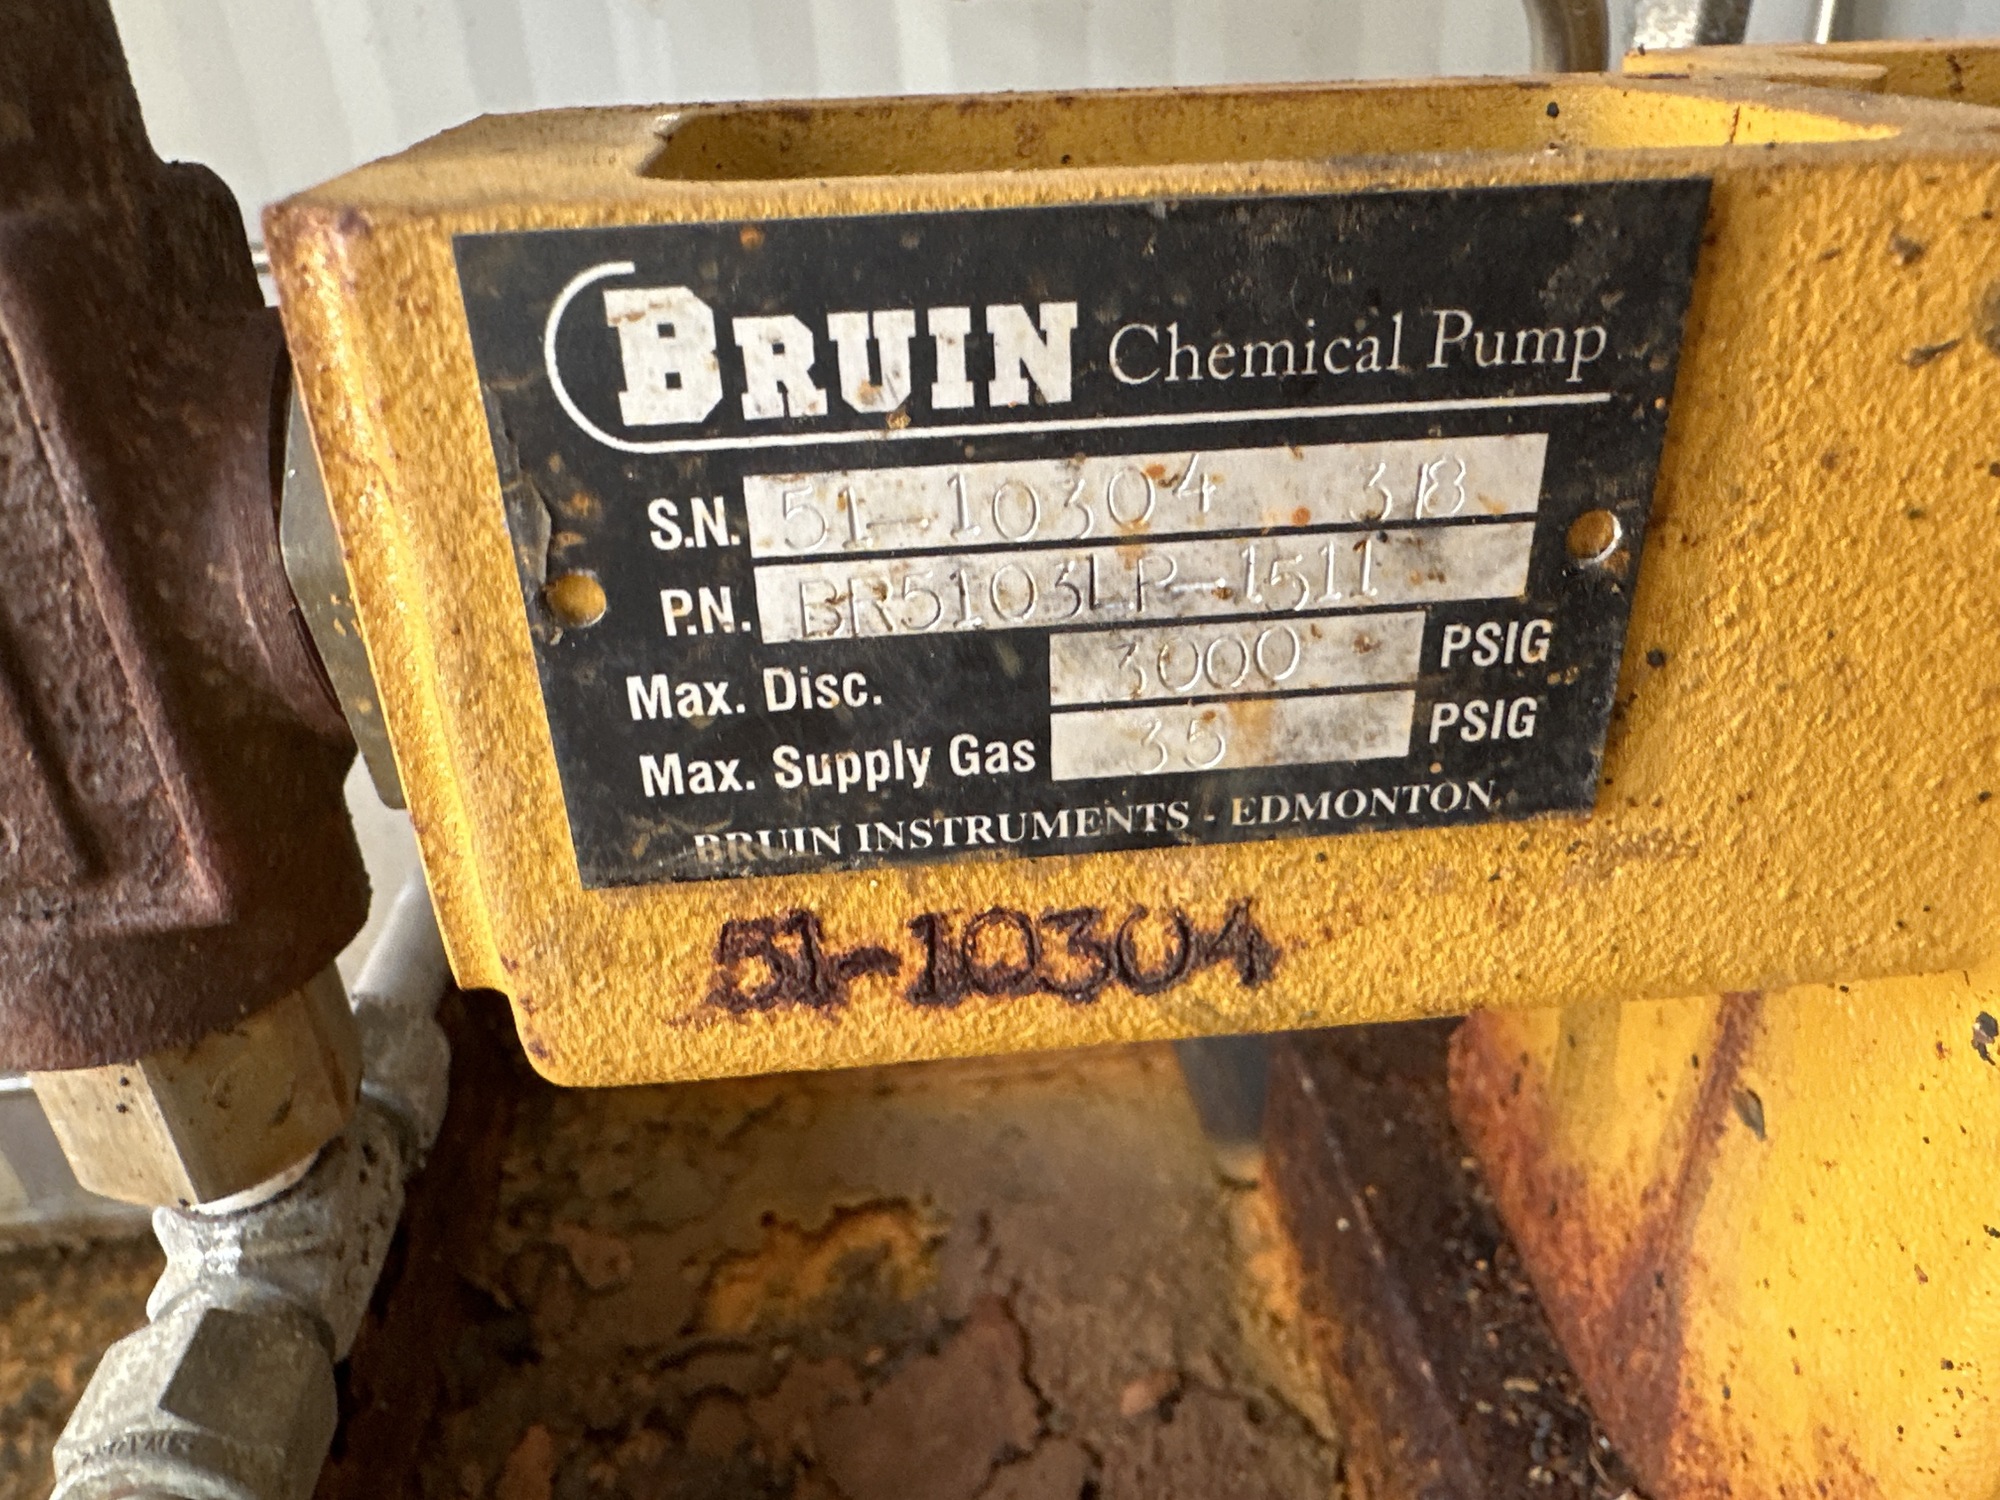 BRUIN Chemical Pump
S.N. 51-10304 318
P.N. BR5103LP-1511
Max. Disc. 3000 PSIG
Max. Supply Gas 35 PSIG
BRUIN INSTRUMENTS - EDMONTON
51-10304